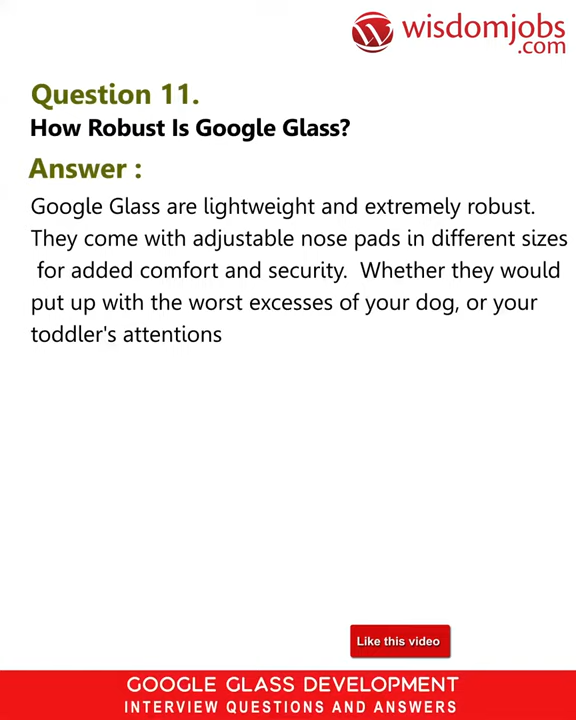 wisdomjobs
.com
Question 11.
How Robust Is Google Glass?
Answer :
Google Glass are lightweight and extremely robust.
They come with adjustable nose pads in different sizes
for added comfort and security.  Whether they would
put up with the worst excesses of your dog, or your
toddler's attentions
Like this video
GOOGLE GLASS DEVELOPMENT
INTERVIEW QUESTIONS AND ANSWERS